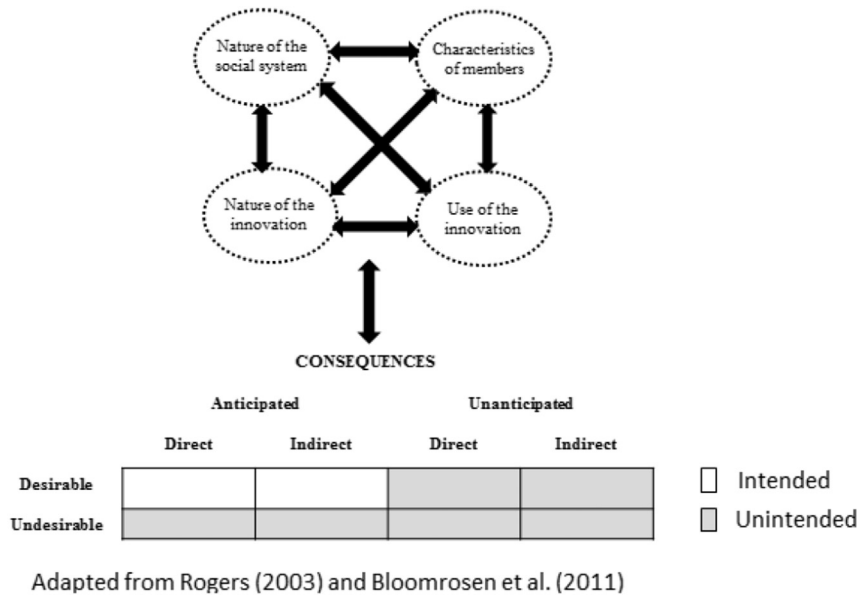 Nature of the
social system
Characteristics
of members
Nature of the
innovation
Use of the
innovation
CONSEQUENCES
Anticipated
Unanticipated
Direct
Indirect
Direct
Indirect
Desirable
Undesirable
Intended
Unintended
Adapted from Rogers (2003) and Bloomrosen et al. (2011)